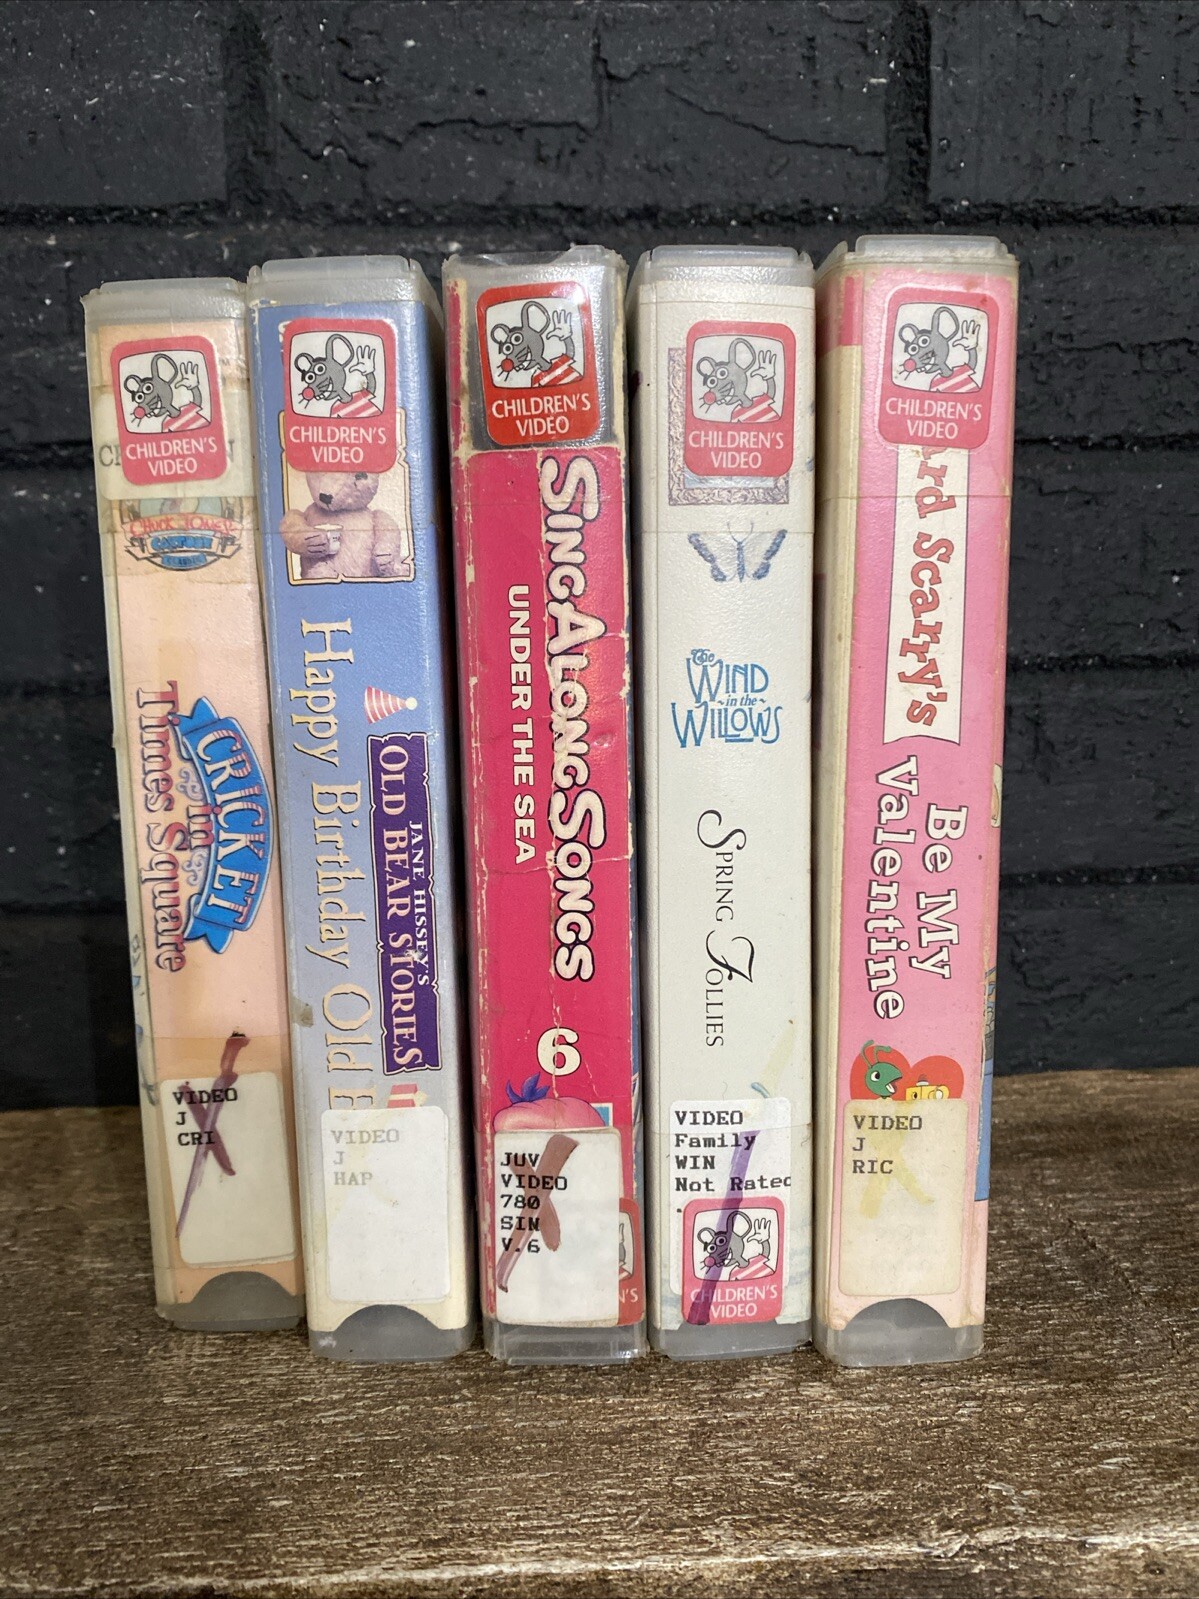 CHILDREN'S
VIDEO
Chuck Jones
CRICKET
in
Times Square
VIDEO
J
CRI
CHILDREN'S
VIDEO
JANE HISSEY'S
OLD BEAR STORIES
Happy Birthday Old B
VIDEO
J
HAP
CHILDREN'S
VIDEO
SING ALONG SONGS
UNDER THE SEA
6
JUV
VIDEO
780
SIN
V.6
N'S
CHILDREN'S
VIDEO
The
WIND
in the
WILLOWS
SPRING FOLLIES
VIDEO
Family
WIN
Not Rated
CHILDREN'S
VIDEO
CHILDREN'S
VIDEO
ard Scarry's
Be My
Valentine
VIDEO
J
RIC